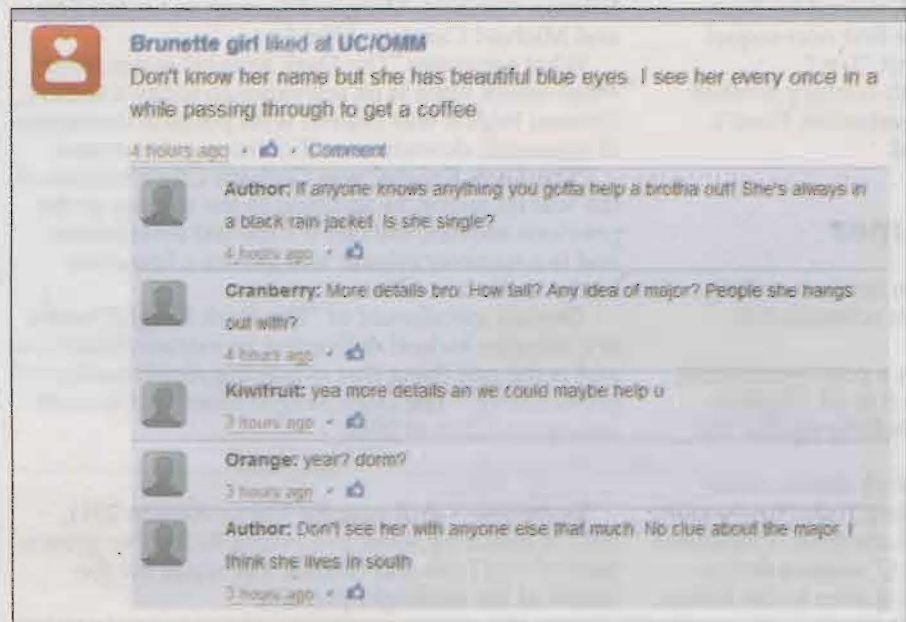 Brunette girl liked at UC/OMM
Don't know her name but she has beautiful blue eyes. I see her every once in a
while passing through to get a coffee
4 hours ago · · Comment
Author: If anyone knows anything you gotta help a brotha out! She's always in
a black rain jacket. Is she single?
4 hours ago ·
Cranberry: More details bro. How tall? Any idea of major? People she hangs
out with?
4 hours ago ·
Kiwifruit: yea more details an we could maybe help u
3 hours ago ·
Orange: year? dorm?
3 hours ago ·
Author: Don't see her with anyone else that much. No clue about the major. I
think she lives in south
3 hours ago ·